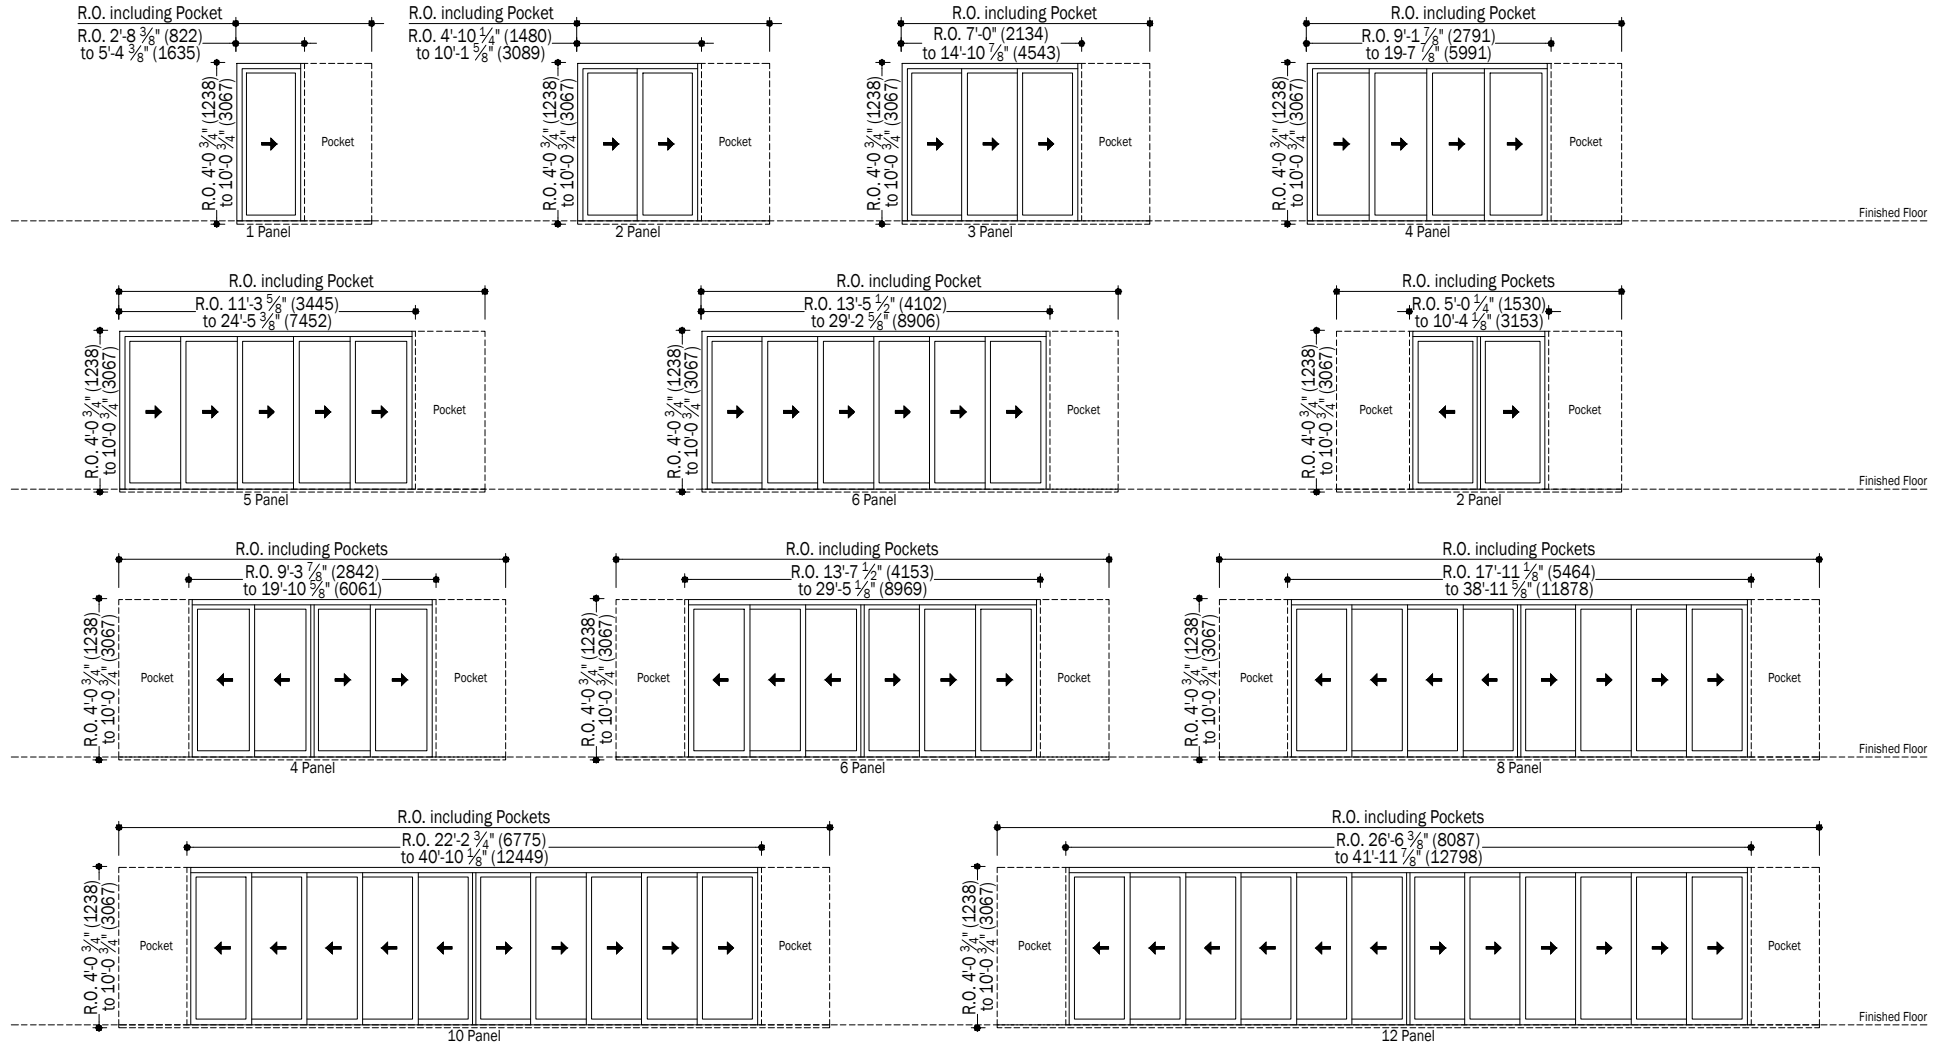 R.O. including Pocket
R.O. 2'-8 3/8" (822)
to 5'-4 3/8" (1635)
R.O. 4'-0 3/4" (1238)
to 10'-0 3/4" (3067)
Pocket
1 Panel
R.O. including Pocket
R.O. 4'-10 1/4" (1480)
to 10'-1 5/8" (3089)
R.O. 4'-0 3/4" (1238)
to 10'-0 3/4" (3067)
Pocket
2 Panel
R.O. including Pocket
R.O. 7'-0" (2134)
to 14'-10 7/8" (4543)
R.O. 4'-0 3/4" (1238)
to 10'-0 3/4" (3067)
Pocket
3 Panel
R.O. including Pocket
R.O. 9'-1 7/8" (2791)
to 19-7 7/8" (5991)
R.O. 4'-0 3/4" (1238)
to 10'-0 3/4" (3067)
Pocket
4 Panel
Finished Floor
R.O. including Pocket
R.O. 11'-3 5/8" (3445)
to 24'-5 3/8" (7452)
R.O. 4'-0 3/4" (1238)
to 10'-0 3/4" (3067)
Pocket
5 Panel
R.O. including Pocket
R.O. 13'-5 1/2" (4102)
to 29'-2 5/8" (8906)
R.O. 4'-0 3/4" (1238)
to 10'-0 3/4" (3067)
Pocket
6 Panel
R.O. including Pockets
R.O. 5'-0 1/4" (1530)
to 10'-4 1/8" (3153)
R.O. 4'-0 3/4" (1238)
to 10'-0 3/4" (3067)
Pocket
Pocket
2 Panel
Finished Floor
R.O. including Pockets
R.O. 9'-3 7/8" (2842)
to 19'-10 5/8" (6061)
R.O. 4'-0 3/4" (1238)
to 10'-0 3/4" (3067)
Pocket
Pocket
4 Panel
R.O. including Pockets
R.O. 13'-7 1/2" (4153)
to 29'-5 1/8" (8969)
R.O. 4'-0 3/4" (1238)
to 10'-0 3/4" (3067)
Pocket
Pocket
6 Panel
R.O. including Pockets
R.O. 17'-11 1/8" (5464)
to 38'-11 5/8" (11878)
R.O. 4'-0 3/4" (1238)
to 10'-0 3/4" (3067)
Pocket
Pocket
8 Panel
Finished Floor
R.O. including Pockets
R.O. 22'-2 3/4" (6775)
to 40'-10 1/8" (12449)
R.O. 4'-0 3/4" (1238)
to 10'-0 3/4" (3067)
Pocket
Pocket
10 Panel
R.O. including Pockets
R.O. 26'-6 3/8" (8087)
to 41'-11 7/8" (12798)
R.O. 4'-0 3/4" (1238)
to 10'-0 3/4" (3067)
Pocket
Pocket
12 Panel
Finished Floor